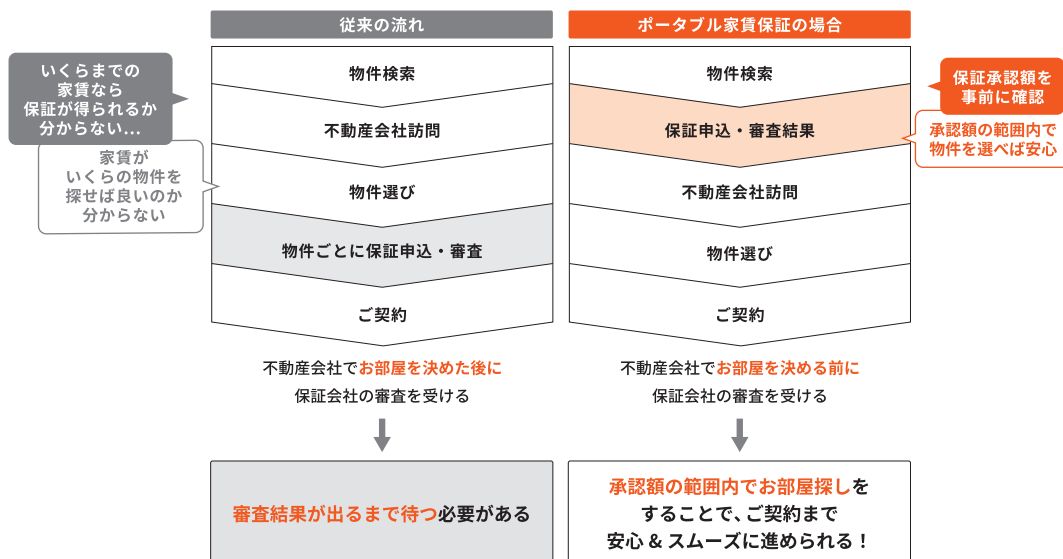 従来の流れ
いくらまでの
家賃なら
保証が得られるか
分からない…
家賃が
いくらの物件を
探せば良いのか
分からない
物件検索
不動産会社訪問
物件選び
物件ごとに保証申込・審査
ご契約
不動産会社でお部屋を決めた後に
保証会社の審査を受ける
審査結果が出るまで待つ必要がある
ポータブル家賃保証の場合
物件検索
保証申込・審査結果
不動産会社訪問
物件選び
ご契約
保証承認額を
事前に確認
承認額の範囲内で
物件を選べば安心
不動産会社でお部屋を決める前に
保証会社の審査を受ける
承認額の範囲内でお部屋探しを
することで、ご契約まで
安心 & スムーズに進められる！